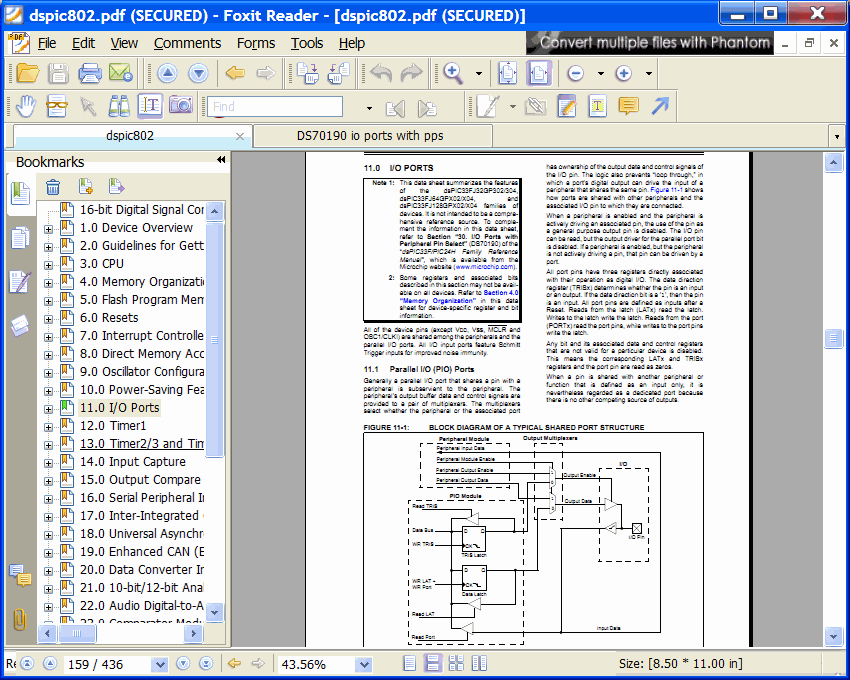 dspic802.pdf (SECURED) - Foxit Reader - [dspic802.pdf (SECURED)]
File Edit View Comments Forms Tools Help
Convert multiple files with Phantom
Find
dspic802
DS70190 io ports with pps
Bookmarks
16-bit Digital Signal Cor
1.0 Device Overview
2.0 Guidelines for Gett
3.0 CPU
4.0 Memory Organizati
5.0 Flash Program Mem
6.0 Resets
7.0 Interrupt Controlle
8.0 Direct Memory Acc
9.0 Oscillator Configura
10.0 Power-Saving Fea
11.0 I/O Ports
12.0 Timer1
13.0 Timer2/3 and Tim
14.0 Input Capture
15.0 Output Compare
16.0 Serial Peripheral In
17.0 Inter-Integrated
18.0 Universal Asynchr
19.0 Enhanced CAN (E
20.0 Data Converter In
21.0 10-bit/12-bit Anal
22.0 Audio Digital-to-A
23.0 Comparator Modu
11.0 I/O PORTS
Note 1: This data sheet summarizes the features
of the dsPIC33FJ32GP302/304,
dsPIC33FJ64GPX02/X04, and
dsPIC33FJ128GPX02/X04 families of
devices. It is not intended to be a compre-
hensive reference source. To comple-
ment the information in this data sheet,
refer to Section "30. I/O Ports with
Peripheral Pin Select" (DS70190) of the
"dsPIC33F/PIC24H Family Reference
Manual", which is available from the
Microchip website (www.microchip.com).
2: Some registers and associated bits
described in this section may not be avail-
able on all devices. Refer to Section 4.0
"Memory Organization" in this data
sheet for device-specific register and bit
information.
All of the device pins (except VDD, VSS, MCLR and
OSC1/CLKI) are shared among the peripherals and the
parallel I/O ports. All I/O input ports feature Schmitt
Trigger inputs for improved noise immunity.
11.1 Parallel I/O (PIO) Ports
Generally a parallel I/O port that shares a pin with a
peripheral is subservient to the peripheral. The
peripheral's output buffer data and control signals are
provided to a pair of multiplexers. The multiplexers
select whether the peripheral or the associated port
has ownership of the output data and control signals of
the I/O pin. The logic also prevents "loop through," in
which a port's digital output can drive the input of a
peripheral that shares the same pin. Figure 11-1 shows
how ports are shared with other peripherals and the
associated I/O pin to which they are connected.
When a peripheral is enabled and the peripheral is
actively driving an associated pin, the use of the pin as
a general purpose output pin is disabled. The I/O pin
can be read, but the output driver for the parallel port bit
is disabled. If a peripheral is enabled, but the peripheral
is not actively driving a pin, that pin can be driven by a
port.
All port pins have three registers directly associated
with their operation as digital I/O. The data direction
register (TRISx) determines whether the pin is an input
or an output. If the data direction bit is a '1', then the pin
is an input. All port pins are defined as inputs after a
Reset. Reads from the latch (LATx) read the latch.
Writes to the latch write the latch. Reads from the port
(PORTx) read the port pins, while writes to the port pins
write the latch.
Any bit and its associated data and control registers
that are not valid for a particular device is disabled.
This means the corresponding LATx and TRISx
registers and the port pin are read as zeros.
When a pin is shared with another peripheral or
function that is defined as an input only, it is
nevertheless regarded as a dedicated port because
there is no other competing source of outputs.
FIGURE 11-1: BLOCK DIAGRAM OF A TYPICAL SHARED PORT STRUCTURE
Peripheral Module
Output Multiplexers
Peripheral Input Data
Peripheral Module Enable
Peripheral Output Enable
Peripheral Output Data
I/O
Output Enable
Output Data
I/O Pin
PIO Module
Read TRIS
Data Bus
WR TRIS
D Q
CK
TRIS Latch
D Q
WR LAT +
WR Port
CK
Data Latch
Read LAT
Read Port
Input Data
159 / 436
43.56%
Size: [8.50 * 11.00 in]